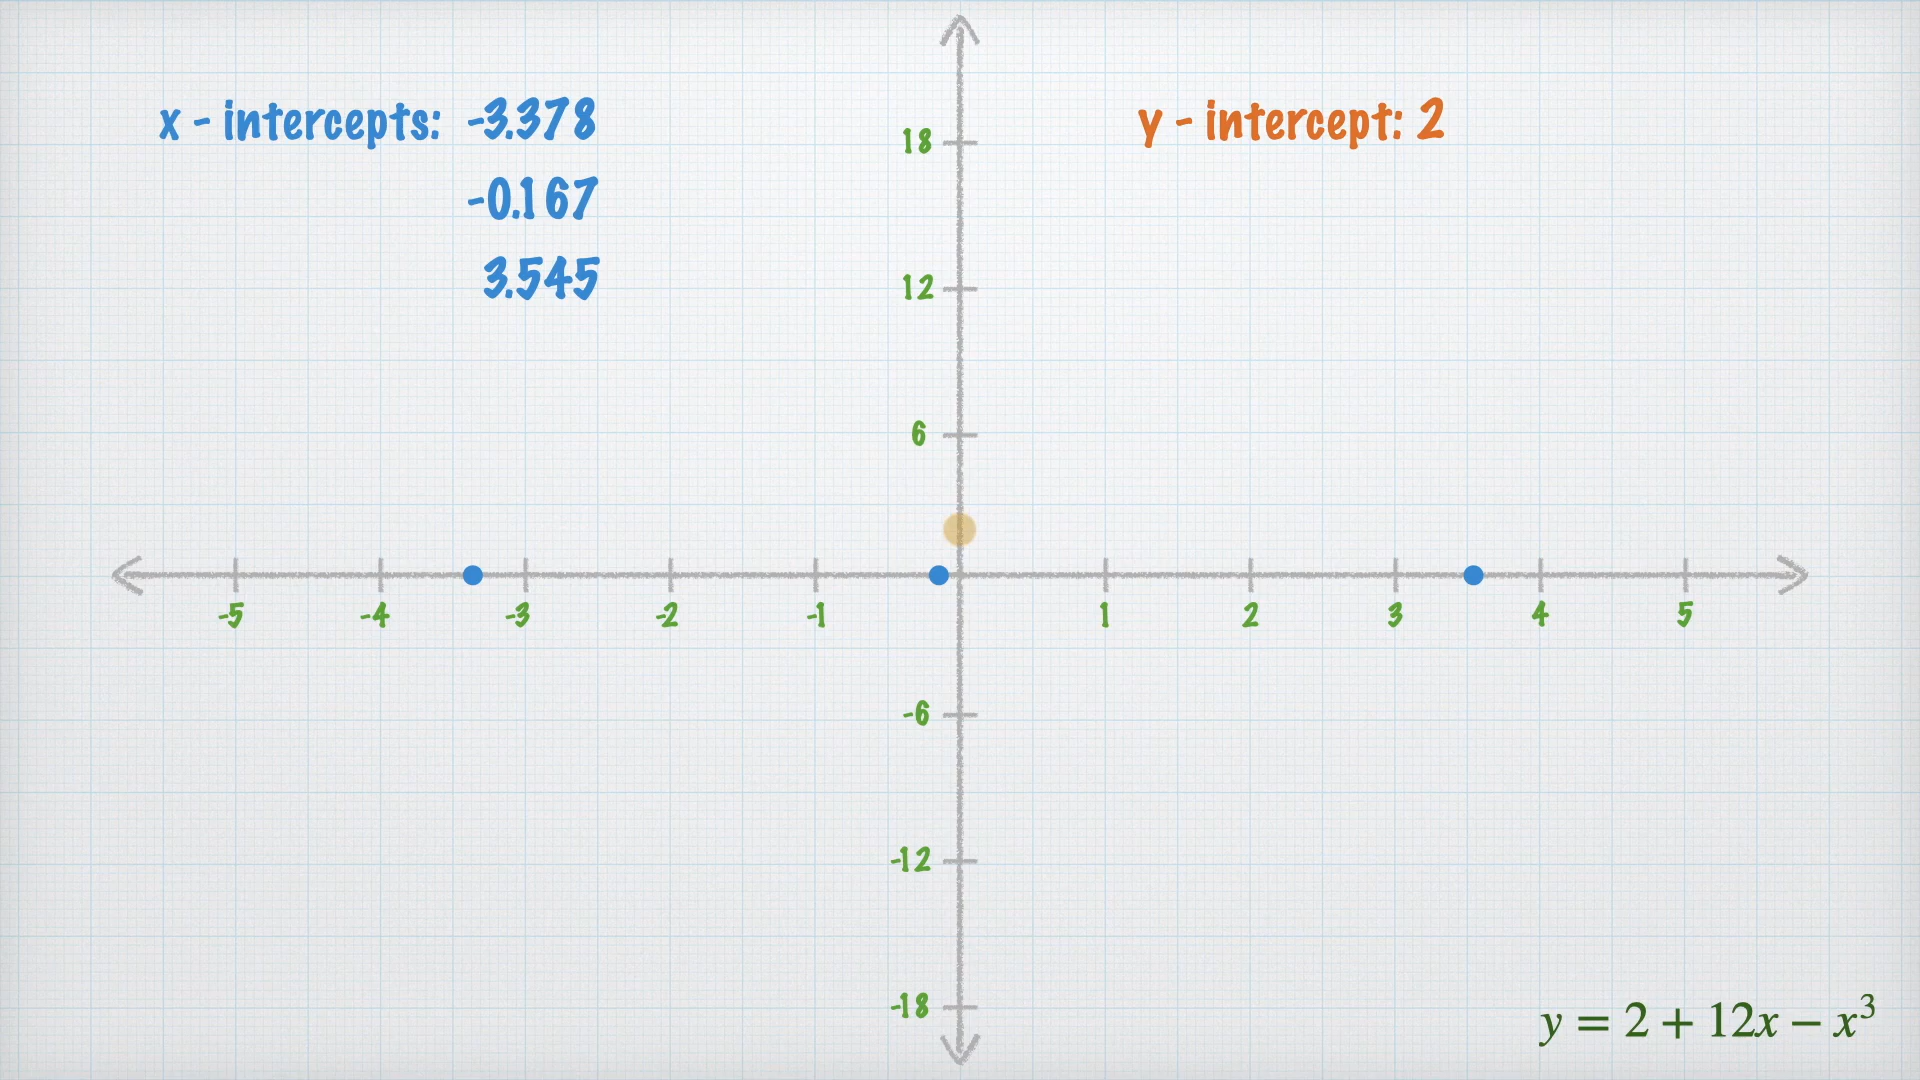 x - intercepts: -3.378
-0.167
3.545
y - intercept: 2
18
12
6
-5 -4 -3 -2 -1 1 2 3 4 5
-6
-12
-18
y = 2 + 12x − x³